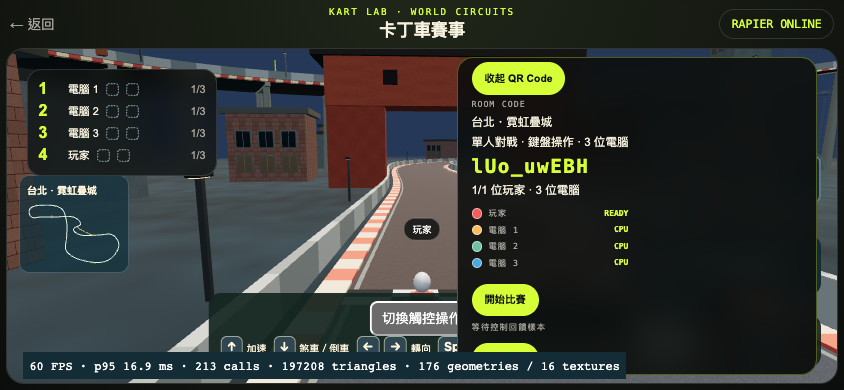 ← 返回
KART LAB · WORLD CIRCUITS
卡丁車賽事
RAPIER ONLINE
1 電腦 1 1/3
2 電腦 2 1/3
3 電腦 3 1/3
4 玩家 1/3
台北 · 霓虹疊城
玩家
切換觸控操作
↑ 加速 ↓ 煞車 / 倒車 ← → 轉向 Sp
收起 QR Code
ROOM CODE
台北 · 霓虹疊城
單人對戰 · 鍵盤操作 · 3 位電腦
lUo_uwEBH
1/1 位玩家 · 3 位電腦
玩家 READY
電腦 1 CPU
電腦 2 CPU
電腦 3 CPU
開始比賽
等待控制回饋樣本
60 FPS · p95 16.9 ms · 213 calls · 197208 triangles · 176 geometries / 16 textures